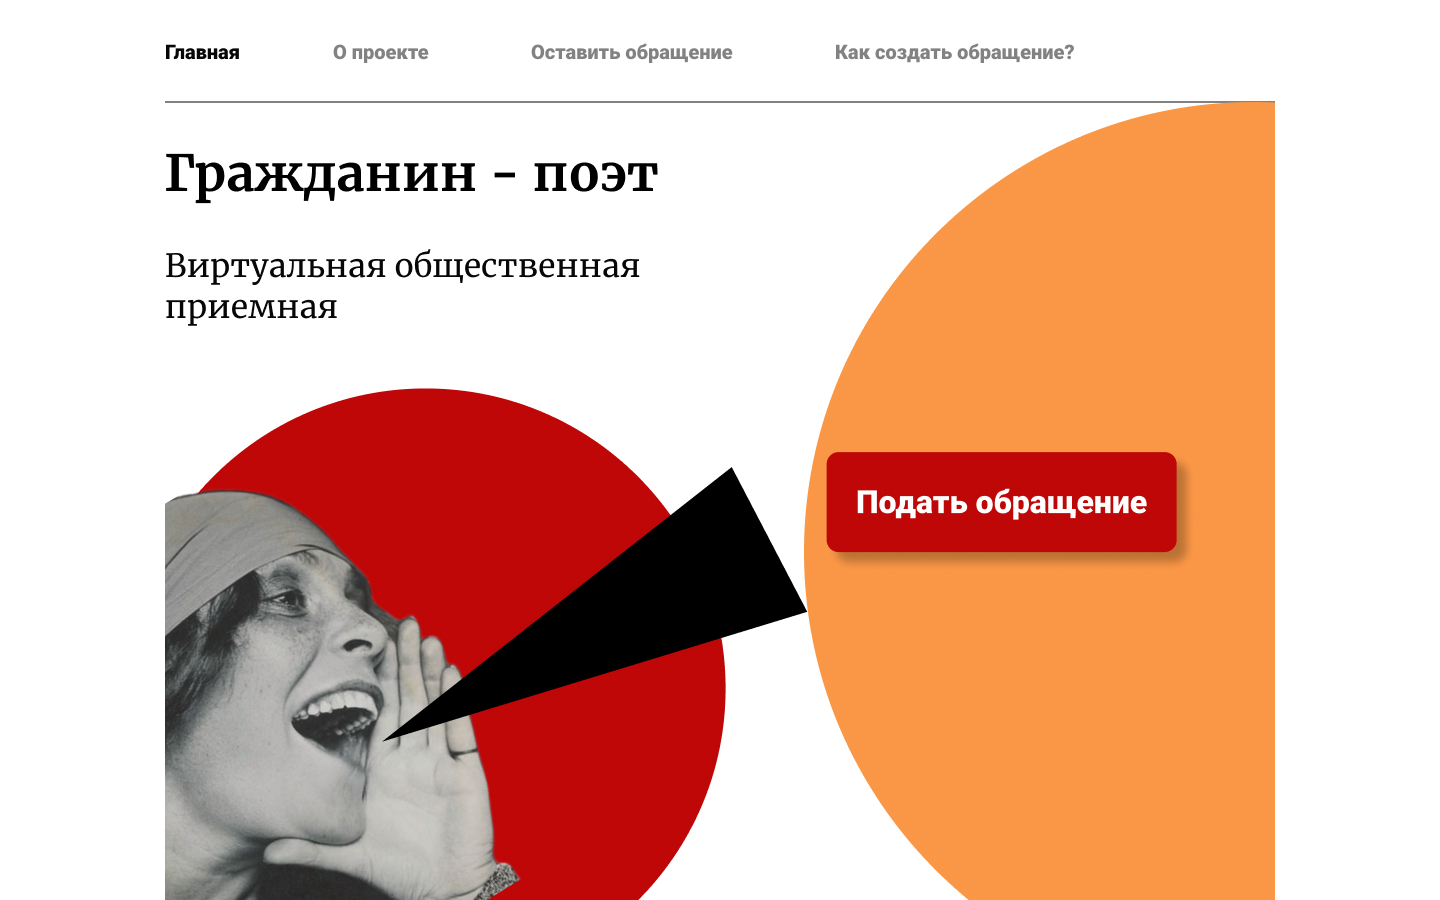 Главная
О проекте
Оставить обращение
Как создать обращение?
Гражданин - поэт
Виртуальная общественная
приемная
Подать обращение